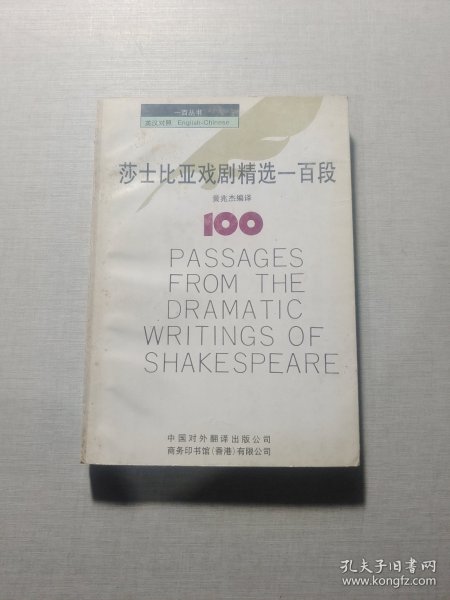 一百丛书
英汉对照 English-Chinese
莎士比亚戏剧精选一百段
黄兆杰编译
100
PASSAGES
FROM THE
DRAMATIC
WRITINGS OF
SHAKESPEARE
中国对外翻译出版公司
商务印书馆(香港)有限公司
孔夫子旧书网
www.kongfz.com